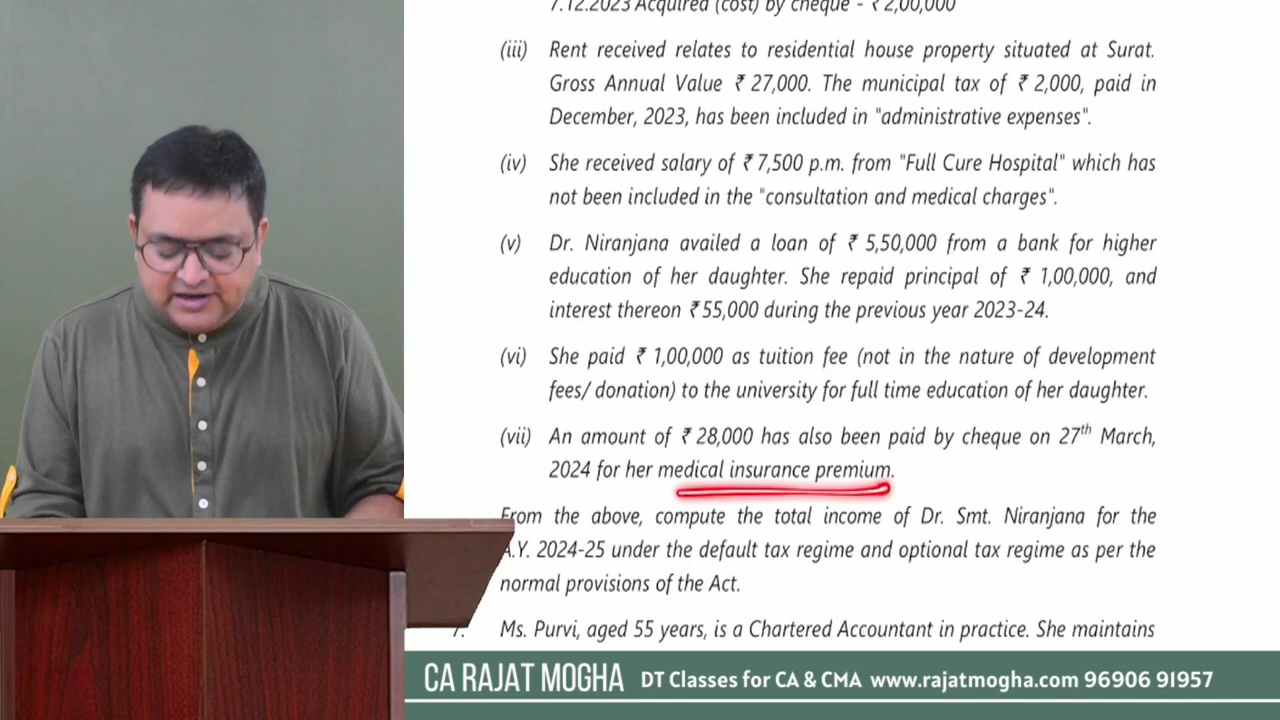 7.12.2023 Acquired (cost) by cheque - ₹ 2,00,000
(iii) Rent received relates to residential house property situated at Surat.
Gross Annual Value ₹ 27,000. The municipal tax of ₹ 2,000, paid in
December, 2023, has been included in "administrative expenses".
(iv) She received salary of ₹ 7,500 p.m. from "Full Cure Hospital" which has
not been included in the "consultation and medical charges".
(v) Dr. Niranjana availed a loan of ₹ 5,50,000 from a bank for higher
education of her daughter. She repaid principal of ₹ 1,00,000, and
interest thereon ₹ 55,000 during the previous year 2023-24.
(vi) She paid ₹ 1,00,000 as tuition fee (not in the nature of development
fees/ donation) to the university for full time education of her daughter.
(vii) An amount of ₹ 28,000 has also been paid by cheque on 27th March,
2024 for her medical insurance premium.
From the above, compute the total income of Dr. Smt. Niranjana for the
A.Y. 2024-25 under the default tax regime and optional tax regime as per the
normal provisions of the Act.
7. Ms. Purvi, aged 55 years, is a Chartered Accountant in practice. She maintains
CA RAJAT MOGHA DT Classes for CA & CMA www.rajatmogha.com 96906 91957